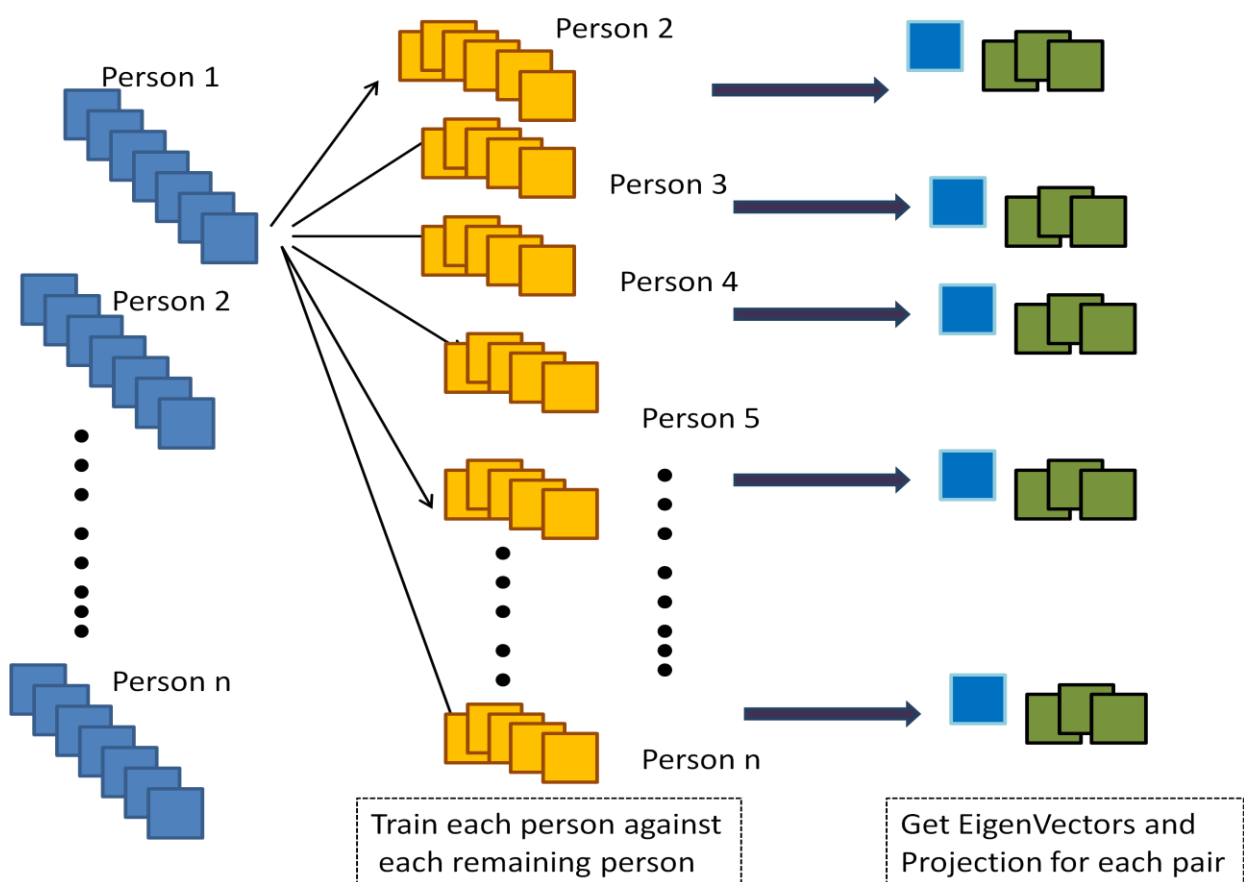 Person 1
Person 2
Person n
Person 2
Person 3
Person 4
Person 5
Person n
Train each person against
each remaining person
Get EigenVectors and
Projection for each pair